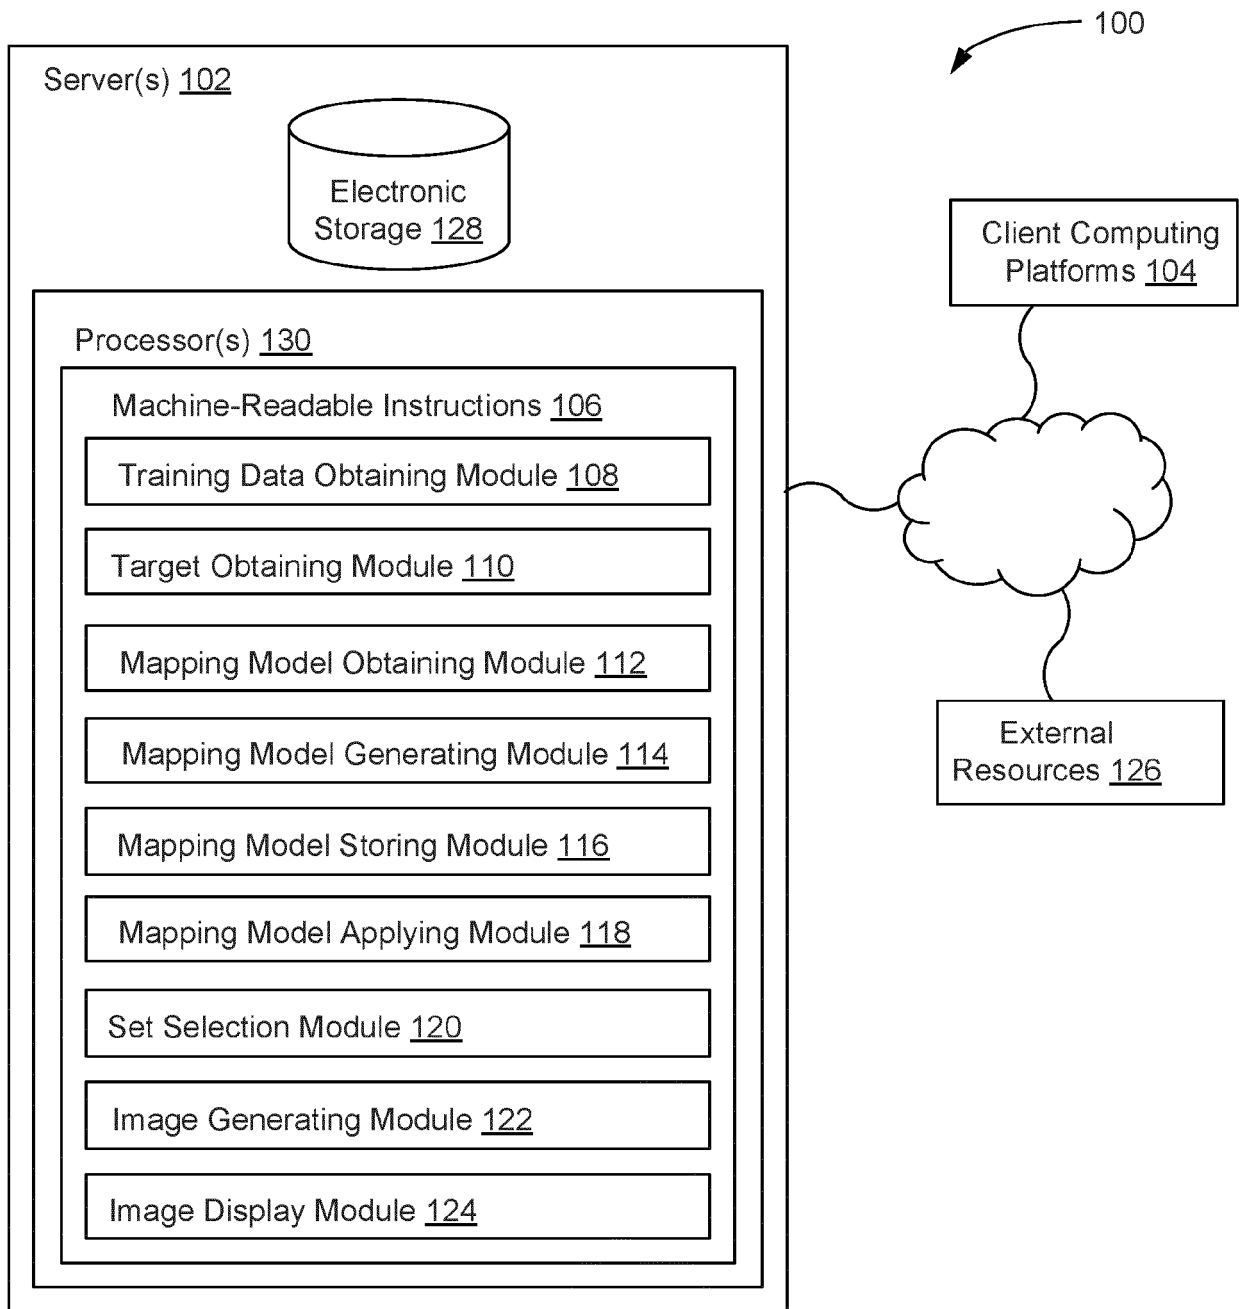 100
Server(s) 102
Electronic
Storage 128
Client Computing
Platforms 104
Processor(s) 130
Machine-Readable Instructions 106
Training Data Obtaining Module 108
Target Obtaining Module 110
Mapping Model Obtaining Module 112
Mapping Model Generating Module 114
Mapping Model Storing Module 116
Mapping Model Applying Module 118
Set Selection Module 120
Image Generating Module 122
Image Display Module 124
External
Resources 126